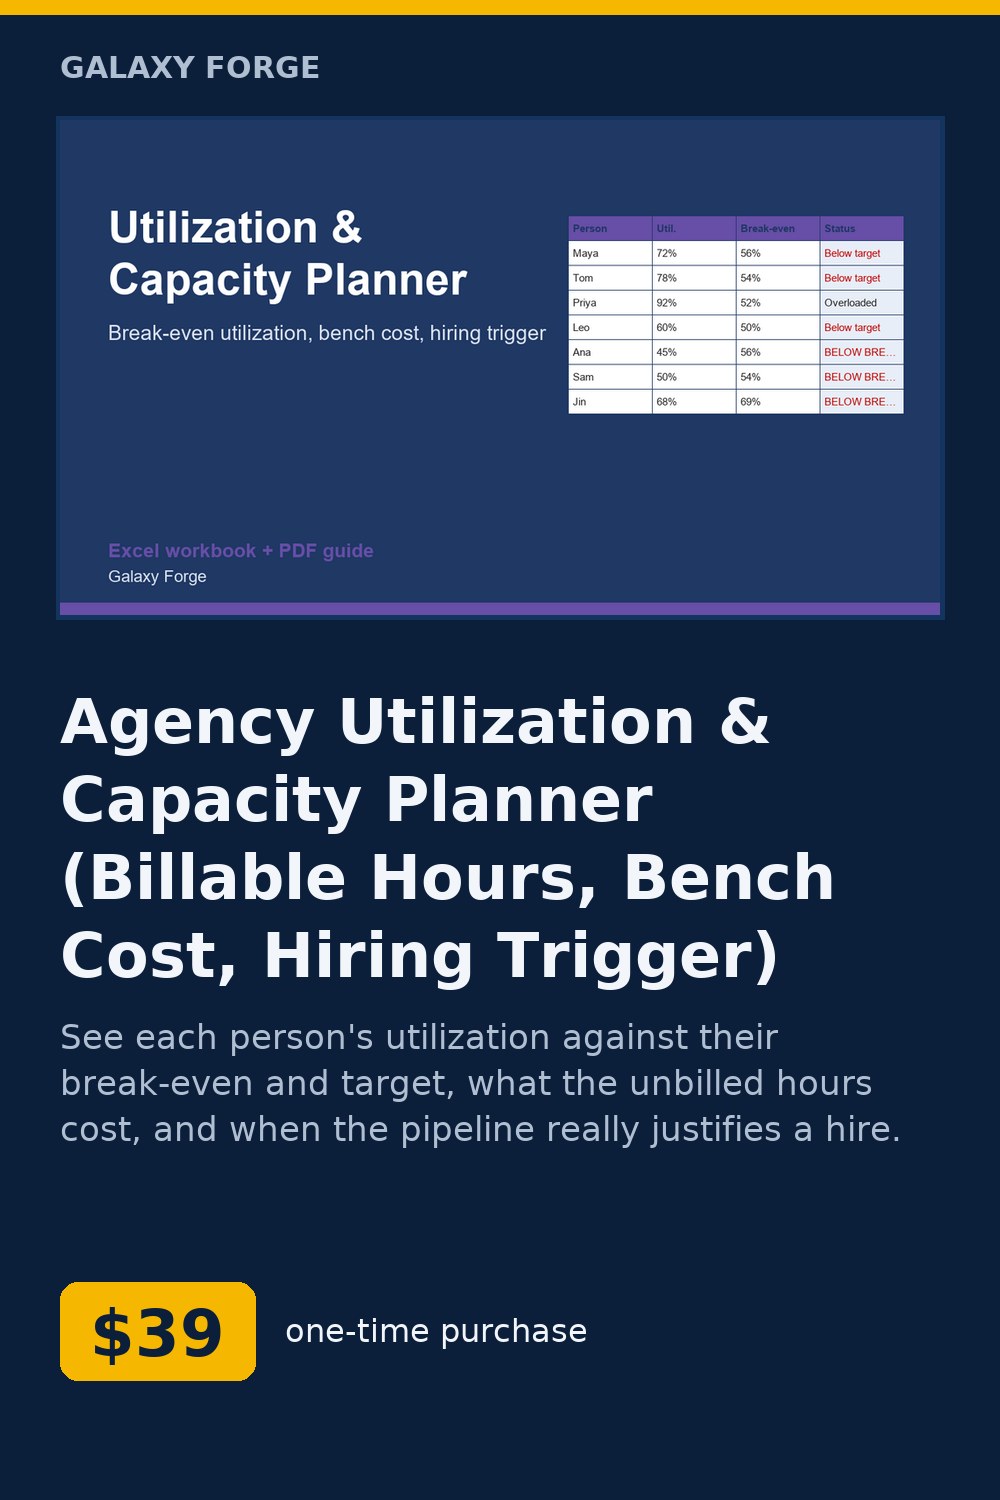 GALAXY FORGE
Utilization &
Capacity Planner
Break-even utilization, bench cost, hiring trigger
Person Util. Break-even Status
Maya 72% 56% Below target
Tom 78% 54% Below target
Priya 92% 52% Overloaded
Leo 60% 50% Below target
Ana 45% 56% BELOW BRE...
Sam 50% 54% BELOW BRE...
Jin 68% 69% BELOW BRE...
Excel workbook + PDF guide
Galaxy Forge
Agency Utilization &
Capacity Planner
(Billable Hours, Bench
Cost, Hiring Trigger)
See each person's utilization against their
break-even and target, what the unbilled hours
cost, and when the pipeline really justifies a hire.
$39 one-time purchase